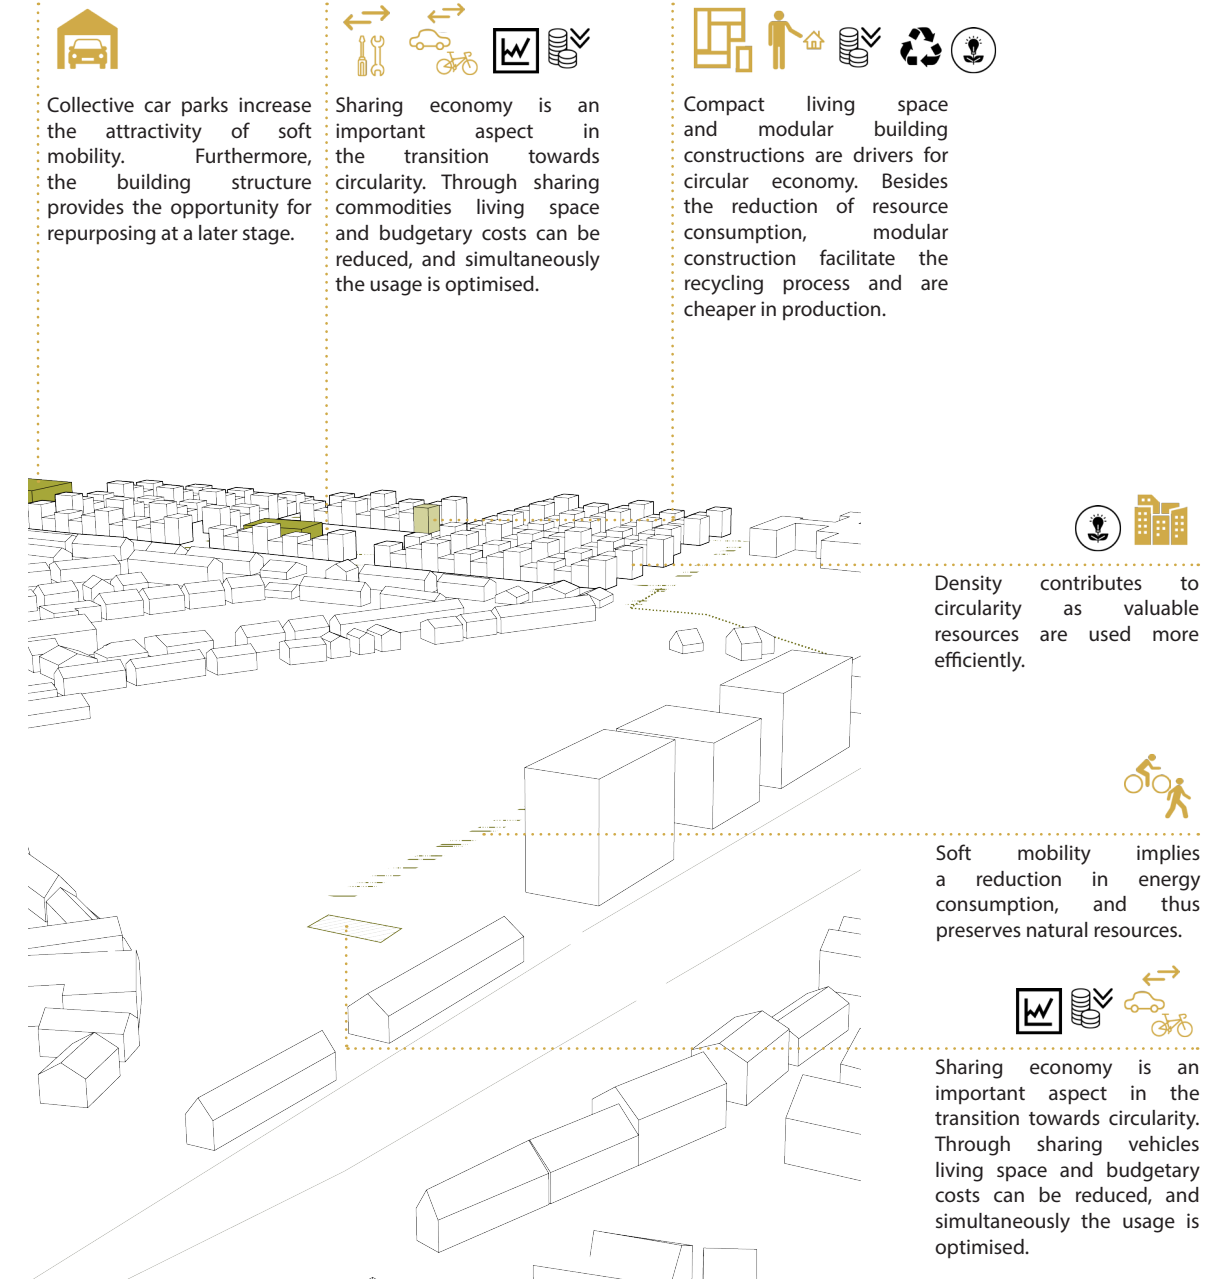 Collective car parks increase
the attractivity of soft
mobility. Furthermore,
the building structure
provides the opportunity for
repurposing at a later stage.
Sharing economy is an
important aspect in
the transition towards
circularity. Through sharing
commodities living space
and budgetary costs can be
reduced, and simultaneously
the usage is optimised.
Compact living space
and modular building
constructions are drivers for
circular economy. Besides
the reduction of resource
consumption, modular
construction facilitate the
recycling process and are
cheaper in production.
Density contributes to
circularity as valuable
resources are used more
efficiently.
Soft mobility implies
a reduction in energy
consumption, and thus
preserves natural resources.
Sharing economy is an
important aspect in the
transition towards circularity.
Through sharing vehicles
living space and budgetary
costs can be reduced, and
simultaneously the usage is
optimised.